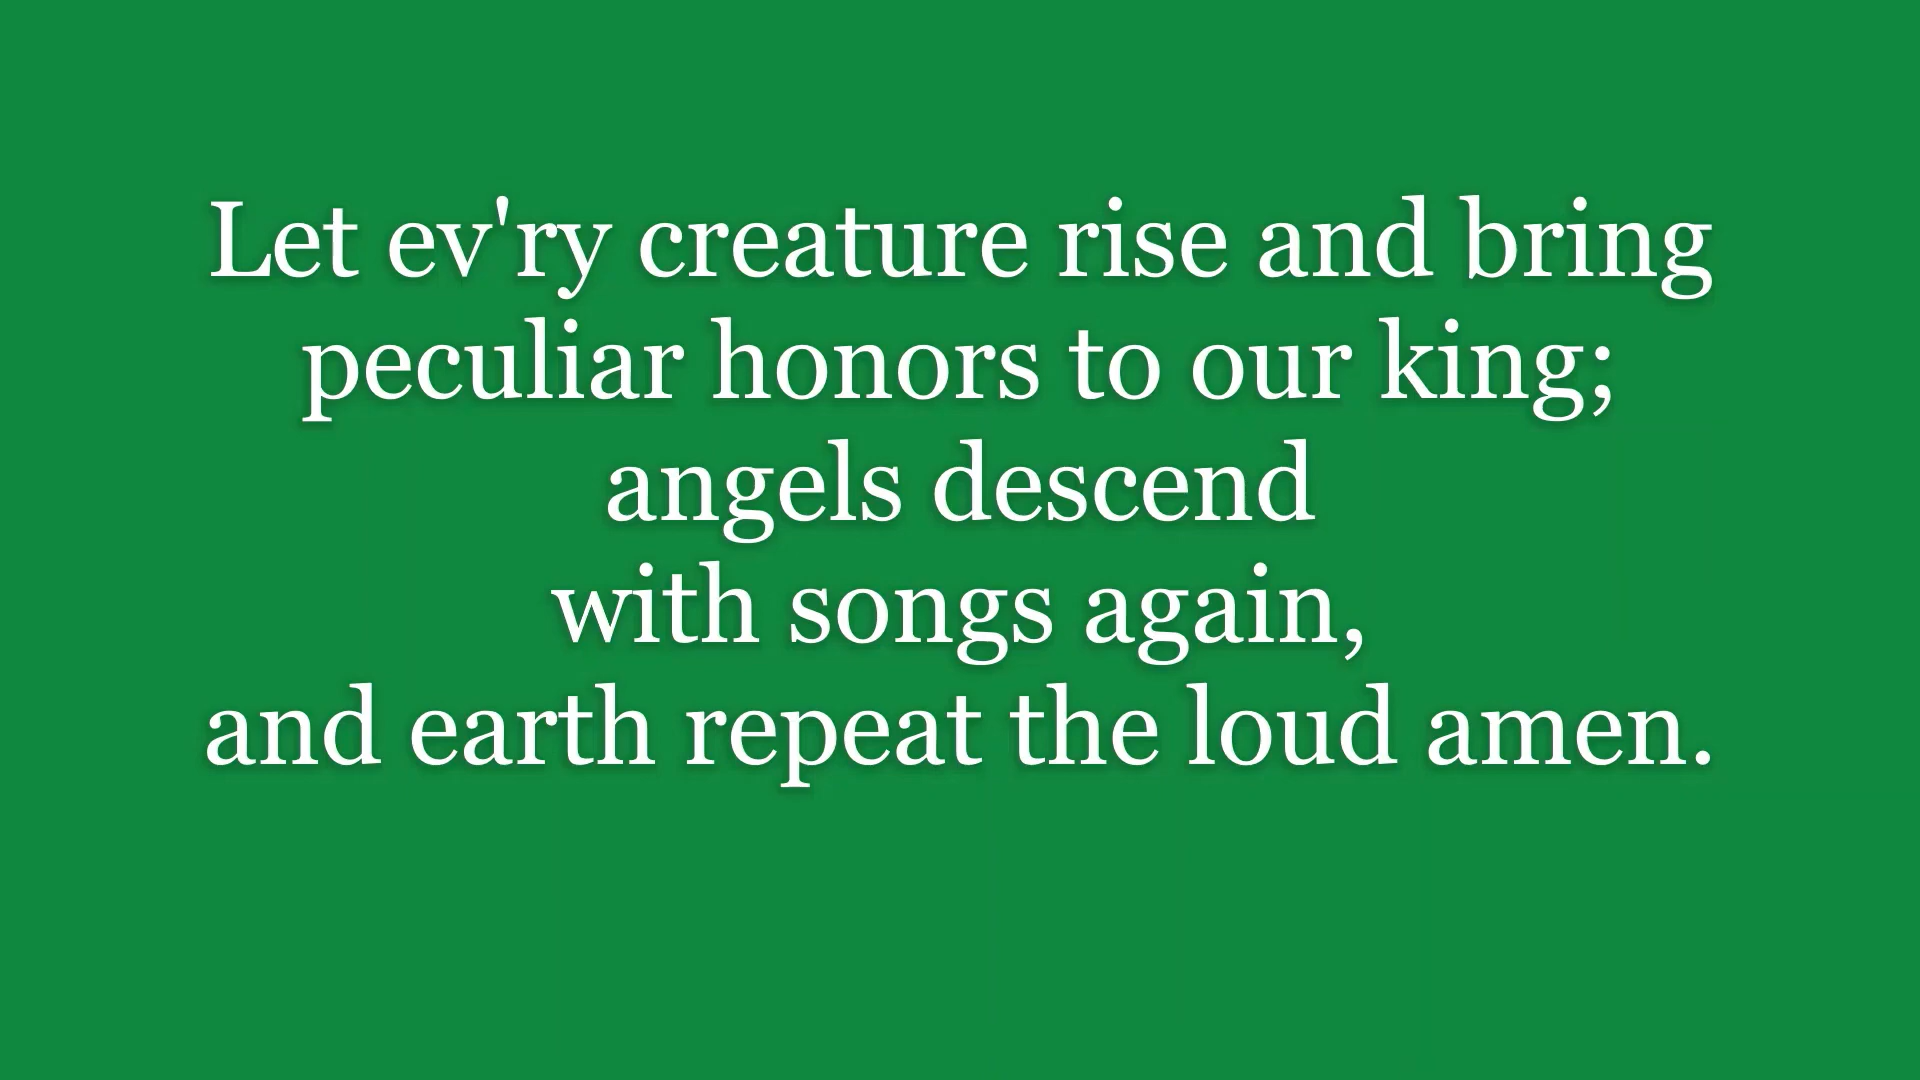 Let ev'ry creature rise and bring
peculiar honors to our king;
angels descend
with songs again,
and earth repeat the loud amen.